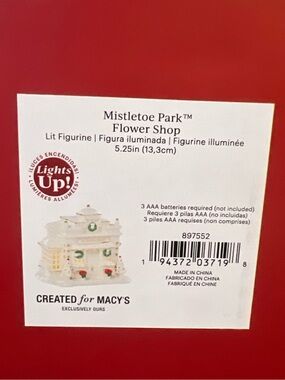 Mistletoe Park™
Flower Shop
Lit Figurine | Figura iluminada | Figurine illuminée
5.25in (13,3cm)
¡LUCES ENCENDIDAS!
Lights Up!
LUMIÈRES ALLUMÉES!
3 AAA batteries required (not included)
Requiere 3 pilas AAA (no incluidas)
3 piles AAA requises (non comprises)
897552
1 94372 03719 8
MADE IN CHINA
FABRICADO EN CHINA
FABRIQUÉ EN CHINE
CREATED for MACY'S
EXCLUSIVELY OURS